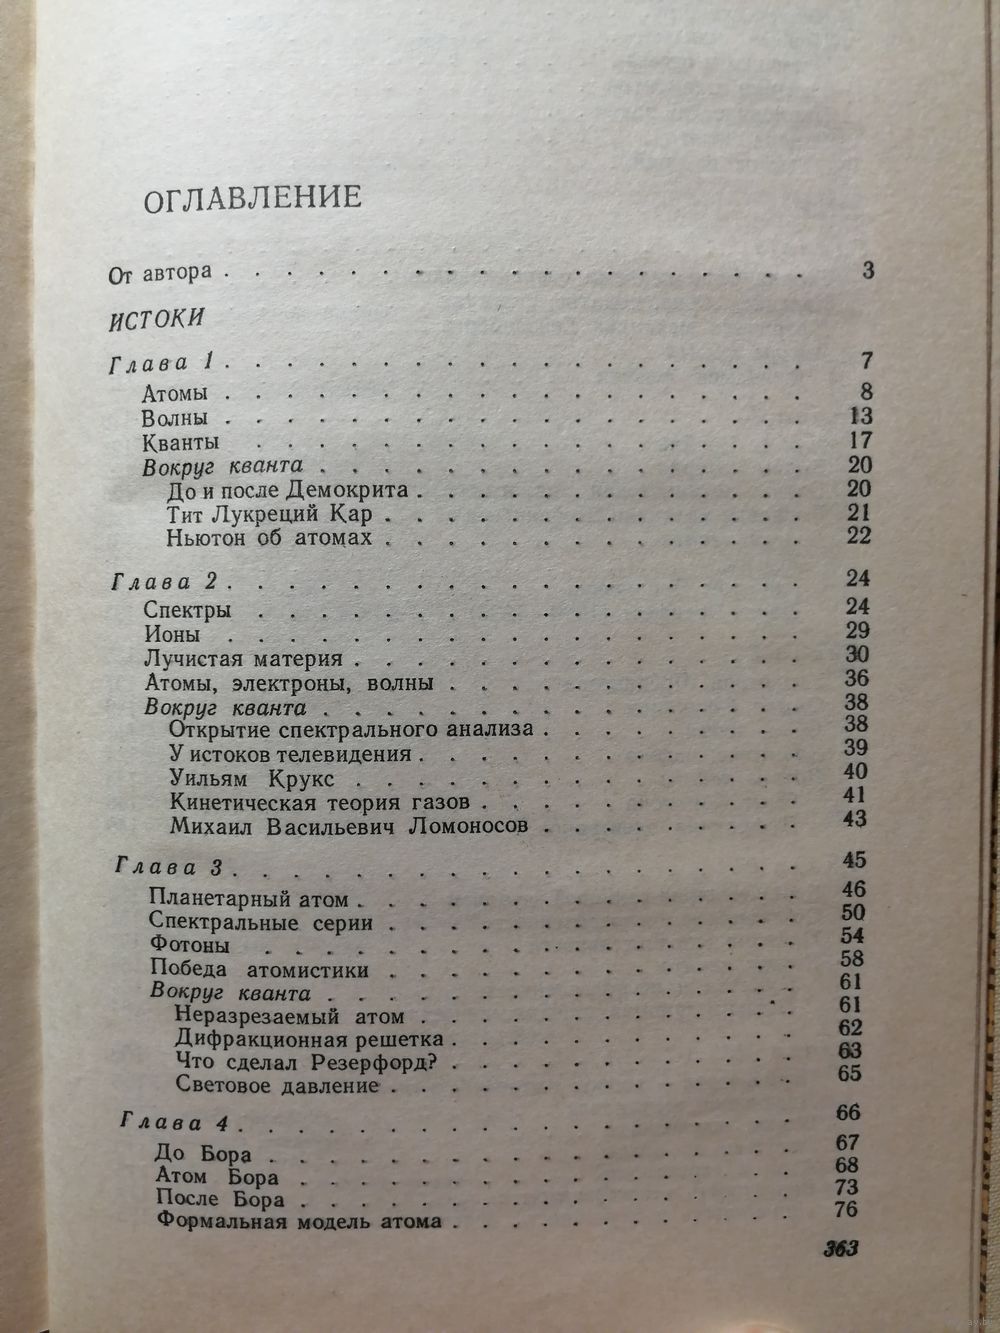 ОГЛАВЛЕНИЕ
От автора . . . . . . . . . . . . . . . . . . . 3
ИСТОКИ
Глава 1 . . . . . . . . . . . . . . . . . . . 7
Атомы . . . . . . . . . . . . . . . . . . . 8
Волны . . . . . . . . . . . . . . . . . . . 13
Кванты . . . . . . . . . . . . . . . . . . 17
Вокруг кванта . . . . . . . . . . . . . . . . 20
До и после Демокрита . . . . . . . . . . . . . 20
Тит Лукреций Кар . . . . . . . . . . . . . . 21
Ньютон об атомах . . . . . . . . . . . . . . 22
Глава 2 . . . . . . . . . . . . . . . . . . . 24
Спектры . . . . . . . . . . . . . . . . . . 24
Ионы . . . . . . . . . . . . . . . . . . . 29
Лучистая материя . . . . . . . . . . . . . . . 30
Атомы, электроны, волны . . . . . . . . . . . . 36
Вокруг кванта . . . . . . . . . . . . . . . . 38
Открытие спектрального анализа . . . . . . . . . 38
У истоков телевидения . . . . . . . . . . . . . 39
Уильям Крукс . . . . . . . . . . . . . . . 40
Кинетическая теория газов . . . . . . . . . . . 41
Михаил Васильевич Ломоносов . . . . . . . . . 43
Глава 3 . . . . . . . . . . . . . . . . . . . 45
Планетарный атом . . . . . . . . . . . . . . 46
Спектральные серии . . . . . . . . . . . . . . 50
Фотоны . . . . . . . . . . . . . . . . . . 54
Победа атомистики . . . . . . . . . . . . . . 58
Вокруг кванта . . . . . . . . . . . . . . . . 61
Неразрезаемый атом . . . . . . . . . . . . . 61
Дифракционная решетка . . . . . . . . . . . . 62
Что сделал Резерфорд? . . . . . . . . . . . . 63
Световое давление . . . . . . . . . . . . . . 65
Глава 4 . . . . . . . . . . . . . . . . . . . 66
До Бора . . . . . . . . . . . . . . . . . 67
Атом Бора . . . . . . . . . . . . . . . . 68
После Бора . . . . . . . . . . . . . . . . 73
Формальная модель атома . . . . . . . . . . . 76
363